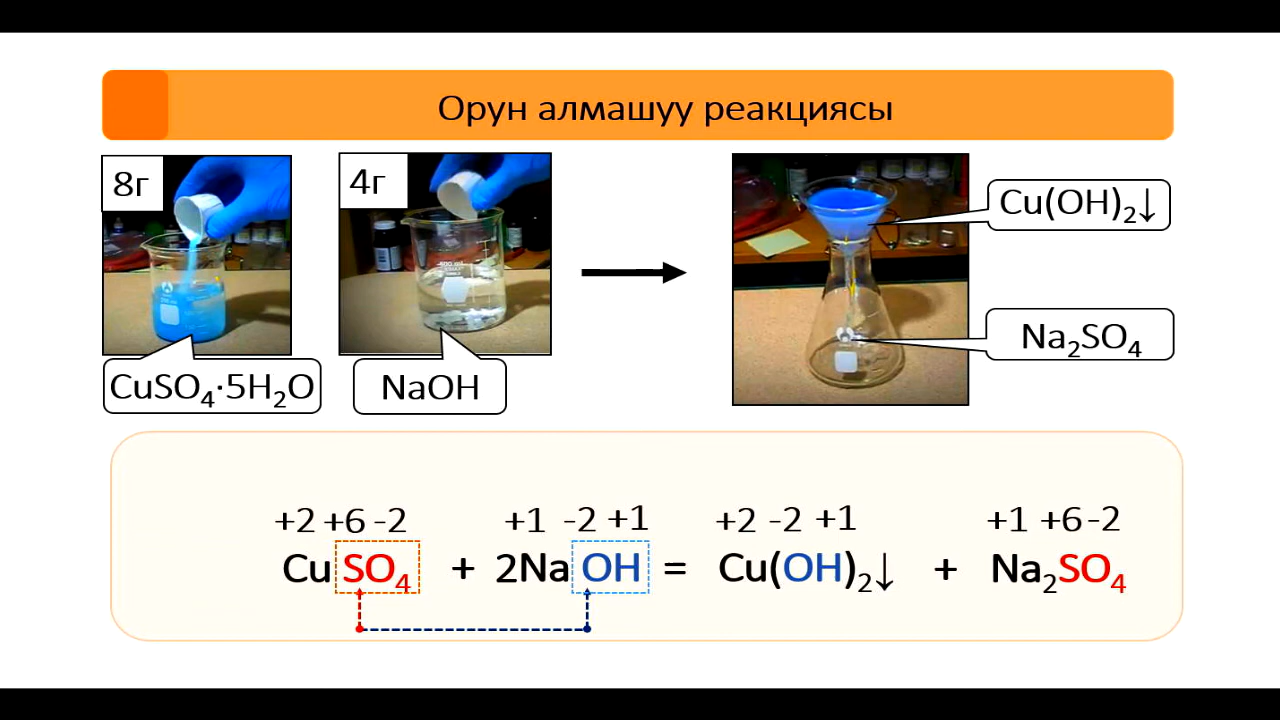 Орун алмашуу реакциясы
8г
4г
Cu(OH)₂↓
Na₂SO₄
CuSO₄·5H₂O
NaOH
+2 +6 -2 +1 -2 +1 +2 -2 +1 +1 +6 -2
CuSO₄ + 2NaOH = Cu(OH)₂↓ + Na₂SO₄